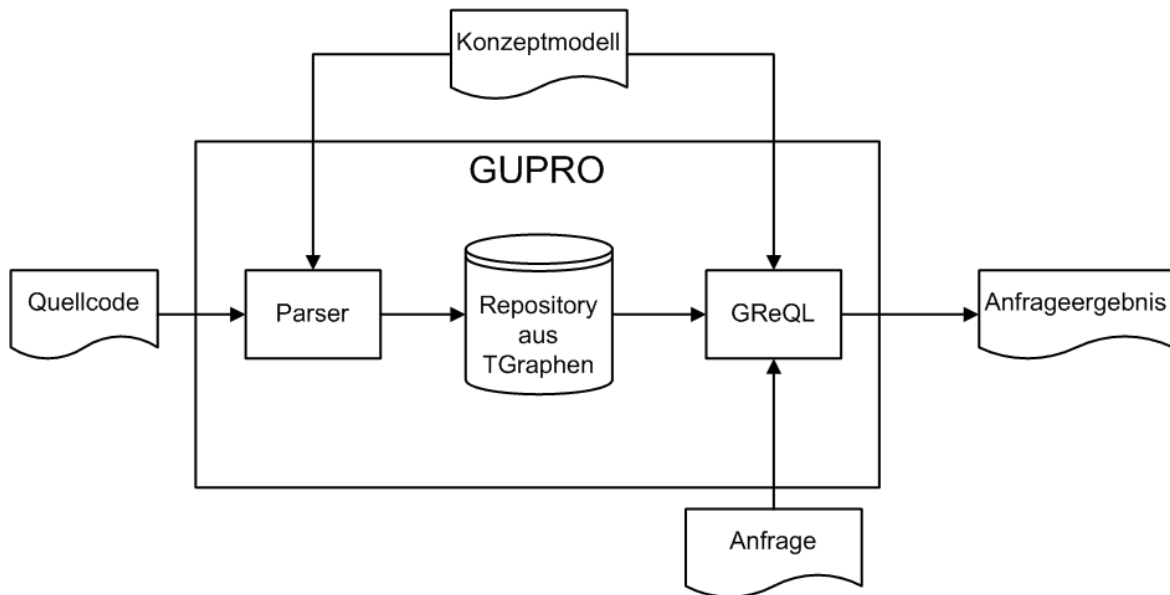 Konzeptmodell
GUPRO
Quellcode
Parser
Repository
aus
TGraphen
GReQL
Anfrageergebnis
Anfrage